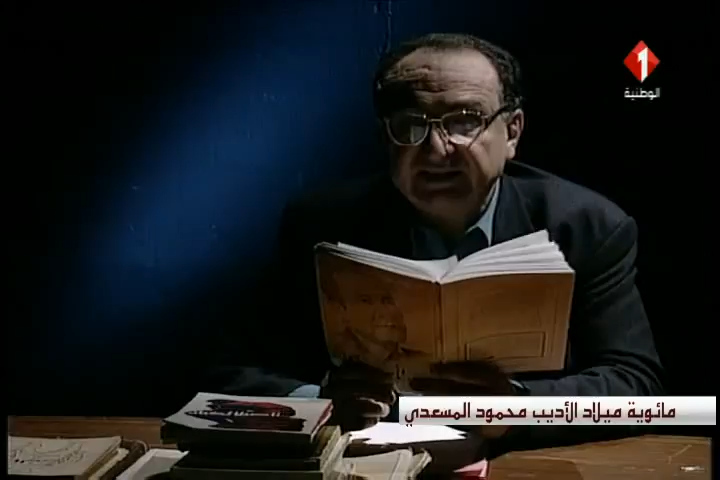 1
الوطنية
مائوية ميلاد الأديب محمود المسعدي